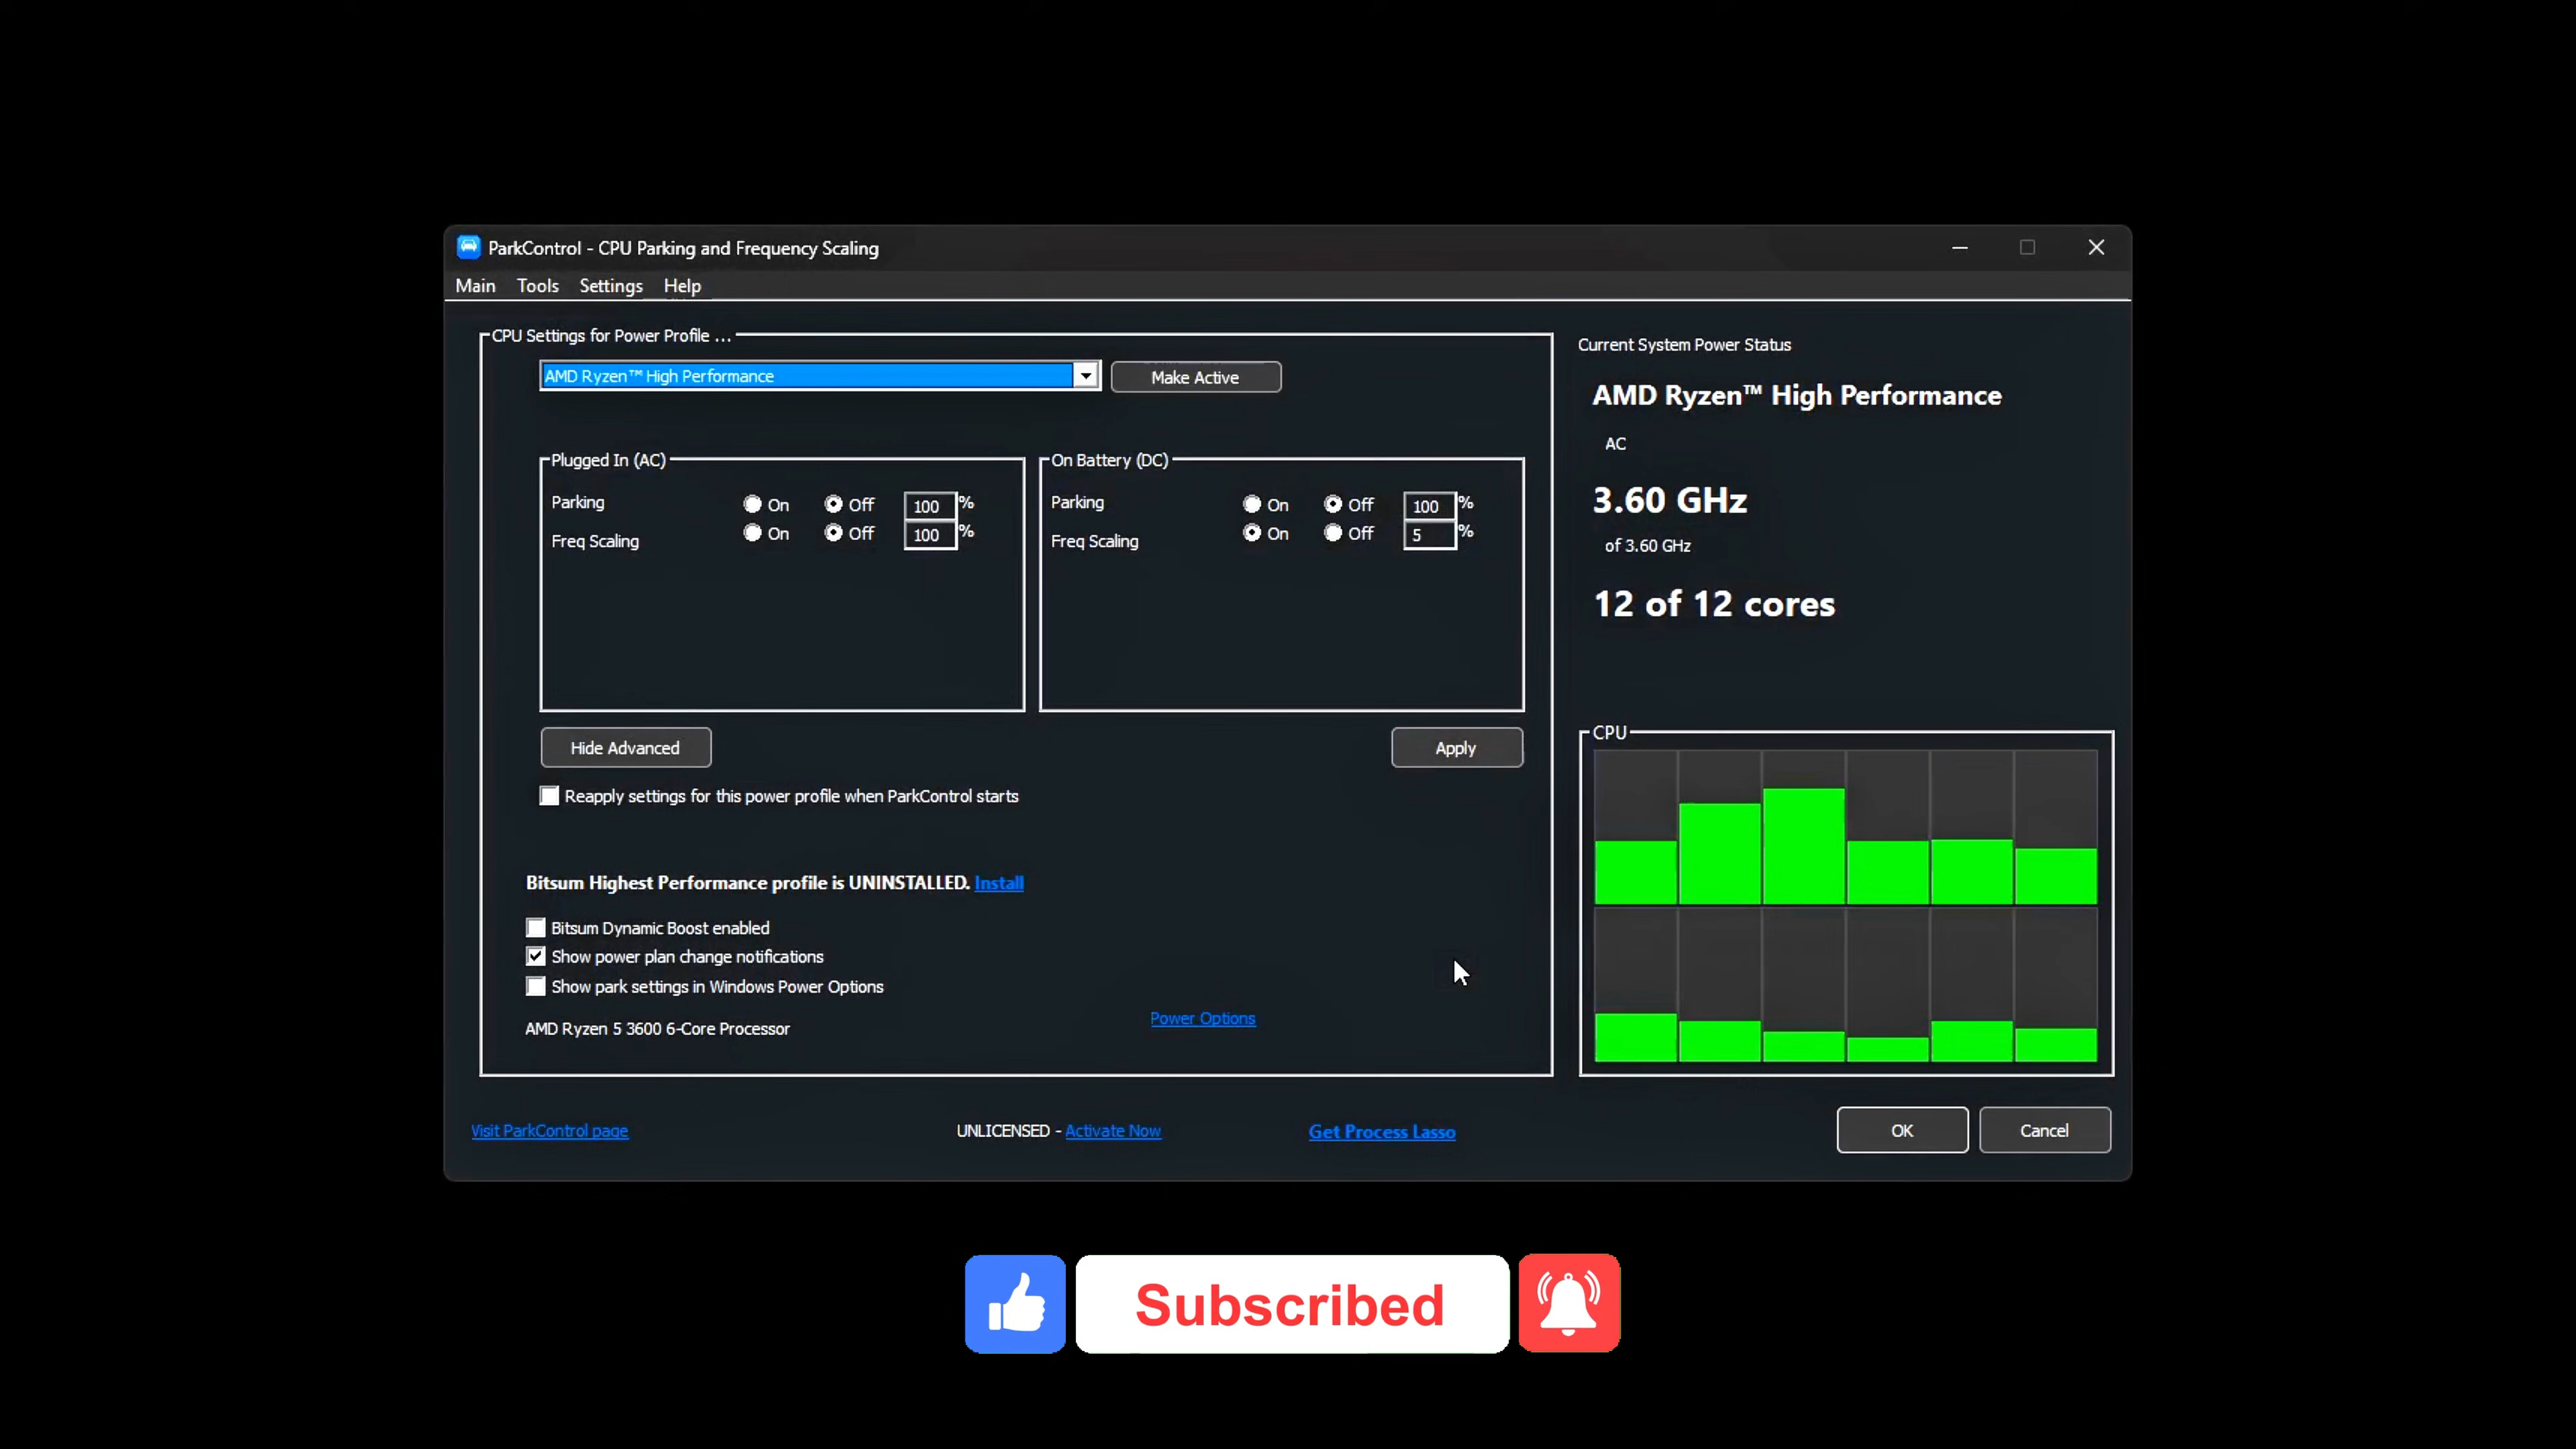 ParkControl - CPU Parking and Frequency Scaling
Main Tools Settings Help
CPU Settings for Power Profile ...
AMD Ryzen™ High Performance
Make Active
Plugged In (AC)
Parking On Off 100 %
Freq Scaling On Off 100 %
On Battery (DC)
Parking On Off 100 %
Freq Scaling On Off 5 %
Hide Advanced
Apply
Reapply settings for this power profile when ParkControl starts
Bitsum Highest Performance profile is UNINSTALLED. Install
Bitsum Dynamic Boost enabled
Show power plan change notifications
Show park settings in Windows Power Options
Power Options
AMD Ryzen 5 3600 6-Core Processor
Current System Power Status
AMD Ryzen™ High Performance
AC
3.60 GHz
of 3.60 GHz
12 of 12 cores
CPU
Visit ParkControl page
UNLICENSED - Activate Now
Get Process Lasso
OK
Cancel
Subscribed